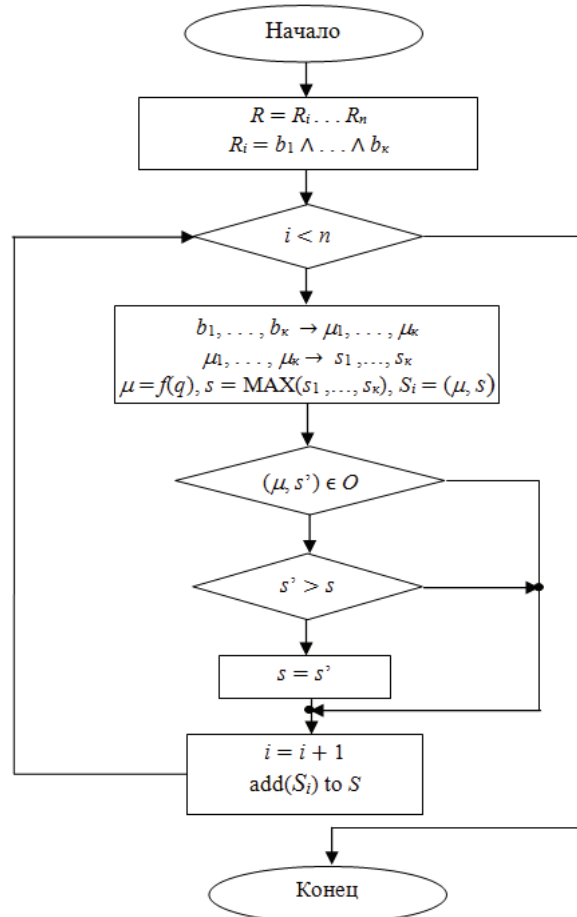 Начало
R = Rᵢ . . . Rₙ
Rᵢ = b₁ ∧ . . . ∧ bₖ
i < n
b₁, . . . , bₖ → μ₁, . . . , μₖ
μ₁, . . . , μₖ → s₁ ,..., sₖ
μ = f(q), s = MAX(s₁ ,..., sₖ), Sᵢ = (μ, s)
(μ, s’) ∈ O
s’ > s
s = s’
i = i + 1
add(Sᵢ) to S
Конец